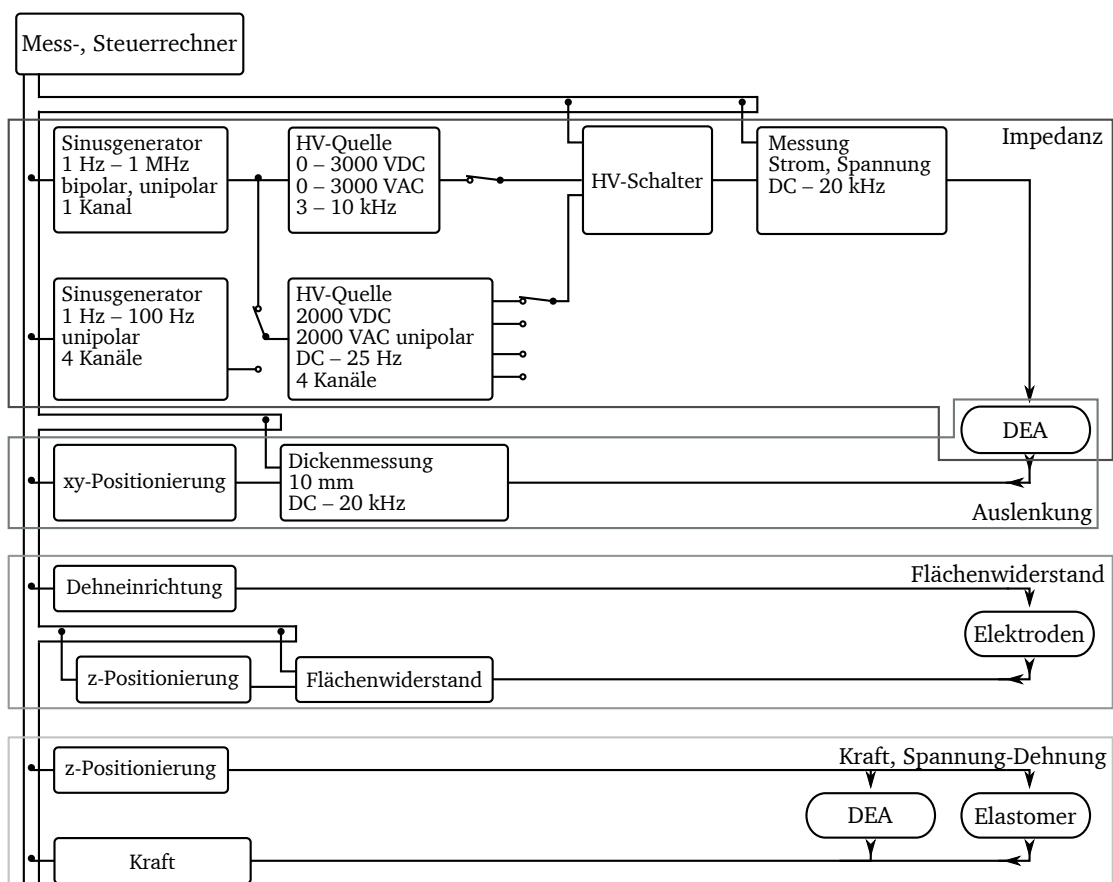 Mess-, Steuerrechner
Impedanz
Sinusgenerator
1 Hz – 1 MHz
bipolar, unipolar
1 Kanal
HV-Quelle
0 – 3000 VDC
0 – 3000 VAC
3 – 10 kHz
HV-Schalter
Messung
Strom, Spannung
DC – 20 kHz
Sinusgenerator
1 Hz – 100 Hz
unipolar
4 Kanäle
HV-Quelle
2000 VDC
2000 VAC unipolar
DC – 25 Hz
4 Kanäle
DEA
xy-Positionierung
Dickenmessung
10 mm
DC – 20 kHz
Auslenkung
Flächenwiderstand
Dehneinrichtung
Elektroden
z-Positionierung
Flächenwiderstand
Kraft, Spannung-Dehnung
z-Positionierung
DEA
Elastomer
Kraft